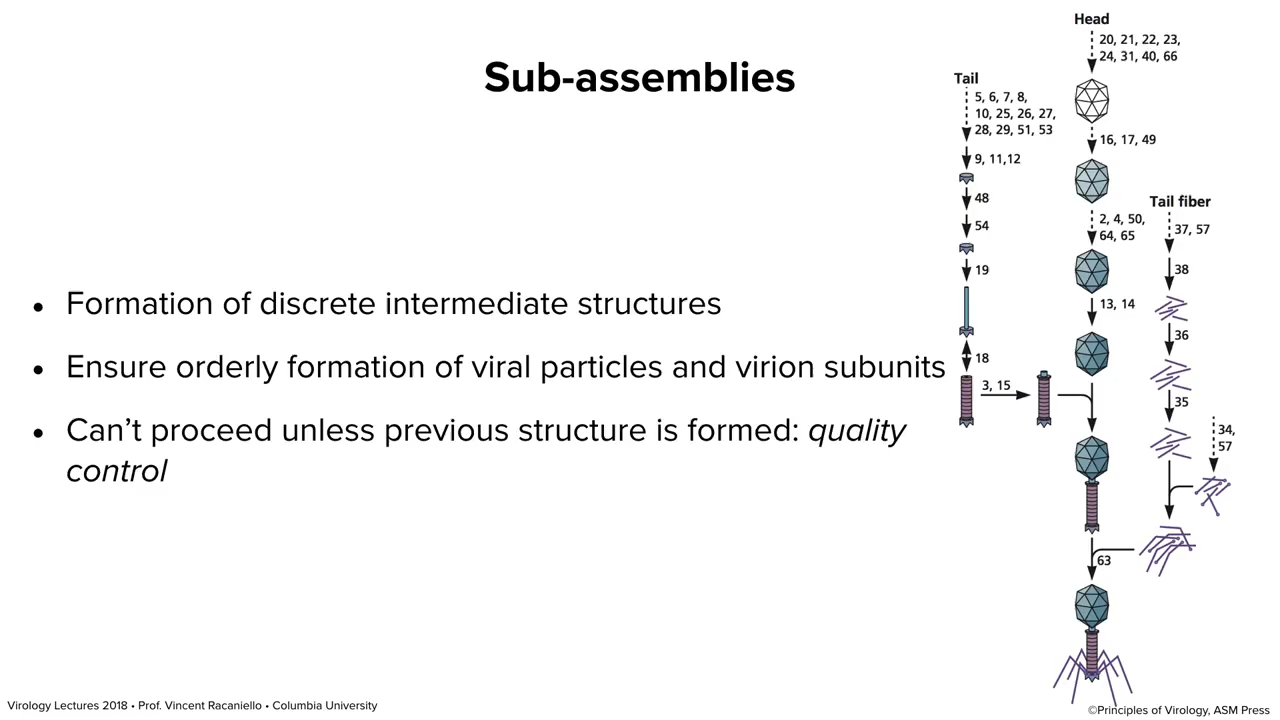 Sub-assemblies
• Formation of discrete intermediate structures
• Ensure orderly formation of viral particles and virion subunits
• Can’t proceed unless previous structure is formed: quality
control
Tail
5, 6, 7, 8,
10, 25, 26, 27,
28, 29, 51, 53
9, 11,12
48
54
19
18
3, 15
Head
20, 21, 22, 23,
24, 31, 40, 66
16, 17, 49
2, 4, 50,
64, 65
13, 14
Tail fiber
37, 57
38
36
35
34,
57
63
Virology Lectures 2018 • Prof. Vincent Racaniello • Columbia University
©Principles of Virology, ASM Press